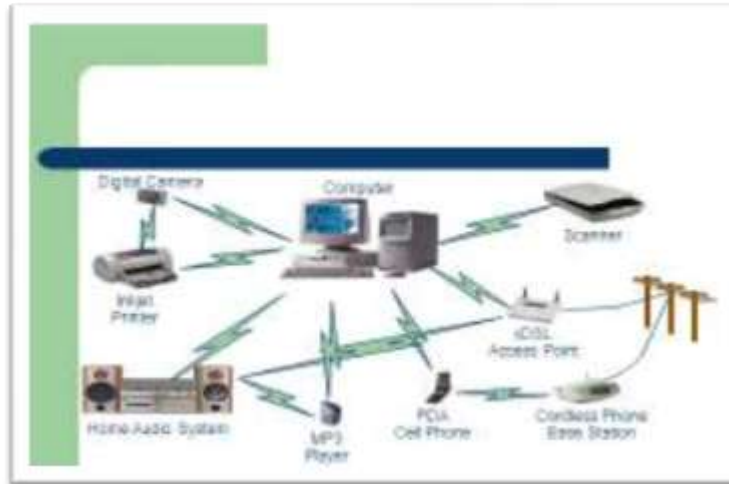 Digital Camera
Computer
Scanner
Inkjet
Printer
xDSL
Access Point
Home Audio System
MP3
Player
PDA
Cell Phone
Cordless Phone
Base Station